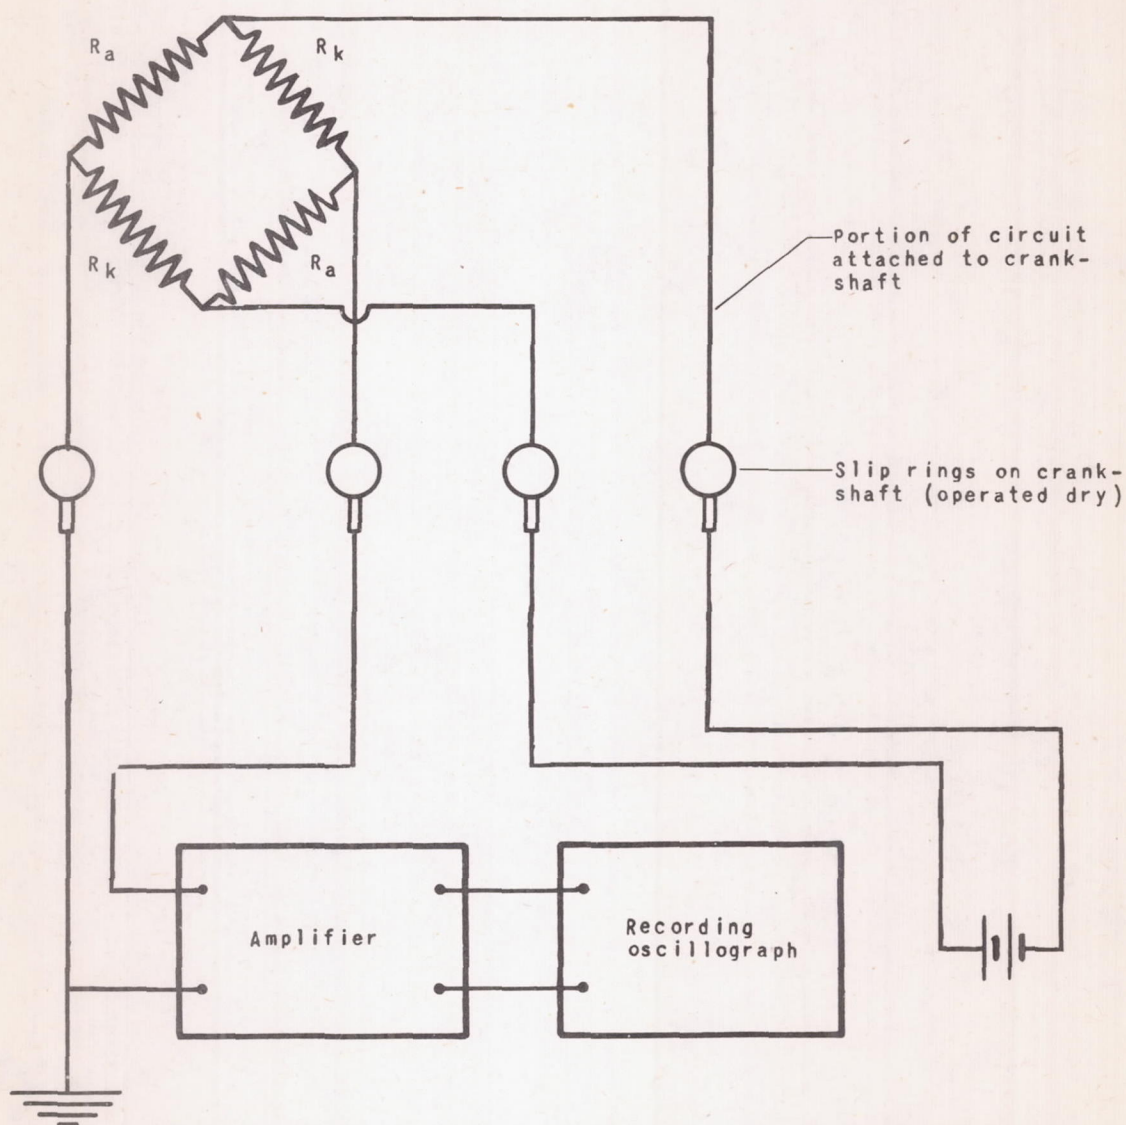 Ra
Rk
Rk
Ra
Portion of circuit
attached to crank-
shaft
Slip rings on crank-
shaft (operated dry)
Amplifier
Recording
oscillograph